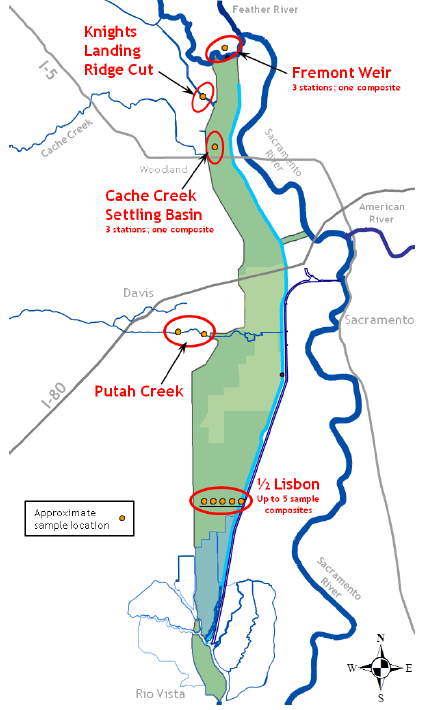 Feather River
Knights
Landing
Ridge Cut
I-5
Fremont Weir
3 stations; one composite
Cache Creek
Sacramento
River
Woodland
Cache Creek
Settling Basin
3 stations; one composite
American
River
Davis
Sacramento
Putah Creek
I-80
½ Lisbon
Up to 5 sample
composites
Approximate
sample location
Sacramento
River
N
W
E
S
Rio Vista